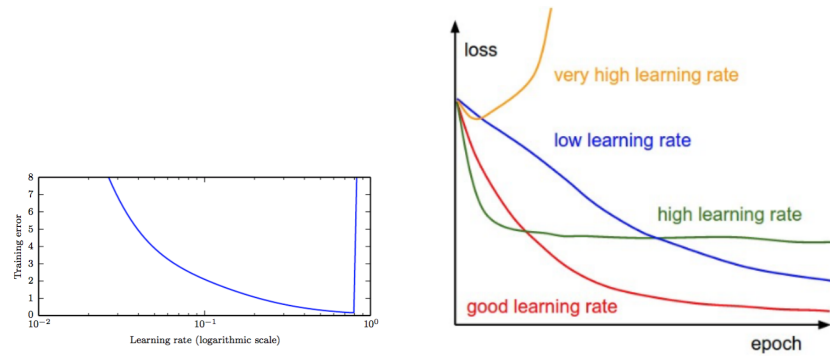 8
7
6
5
4
3
2
1
0
Training error
10⁻² 10⁻¹ 10⁰
Learning rate (logarithmic scale)
loss
very high learning rate
low learning rate
high learning rate
good learning rate
epoch